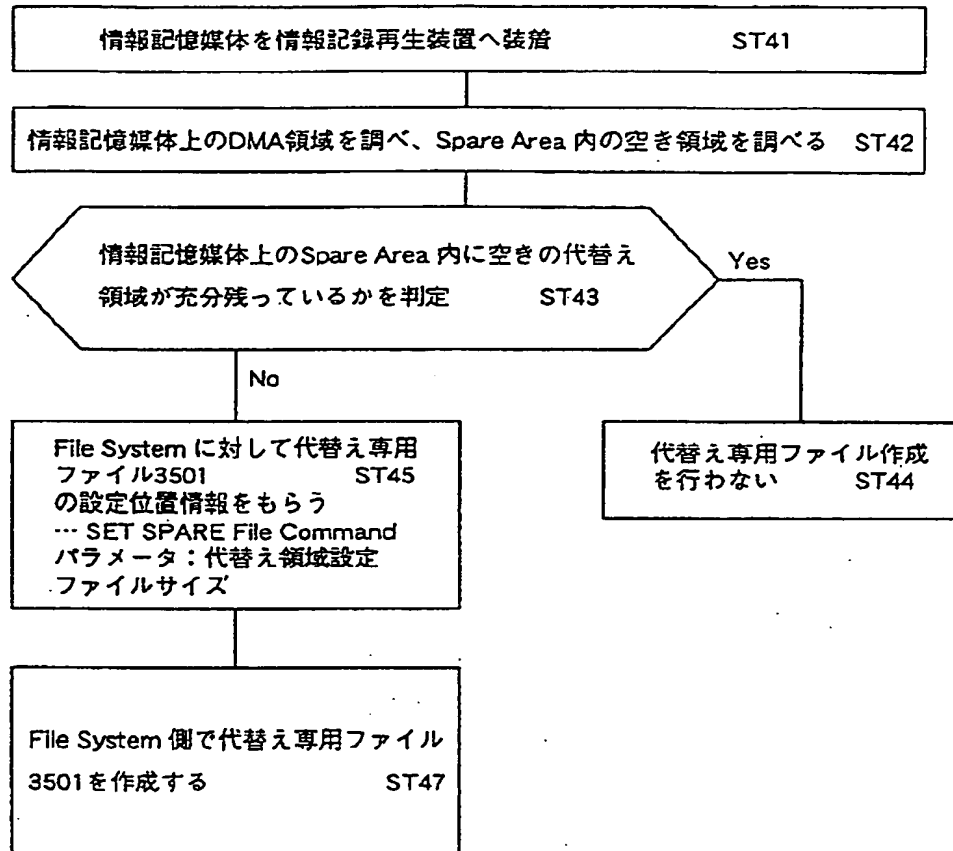 情報記憶媒体を情報記録再生装置へ装着 ST41
情報記憶媒体上のDMA領域を調べ、Spare Area 内の空き領域を調べる ST42
情報記憶媒体上のSpare Area 内に空きの代替え
領域が充分残っているかを判定 ST43
Yes
No
File System に対して代替え専用
ファイル3501 ST45
の設定位置情報をもらう
… SET SPARE File Command
パラメータ：代替え領域設定
ファイルサイズ
代替え専用ファイル作成
を行わない ST44
File System 側で代替え専用ファイル
3501を作成する ST47